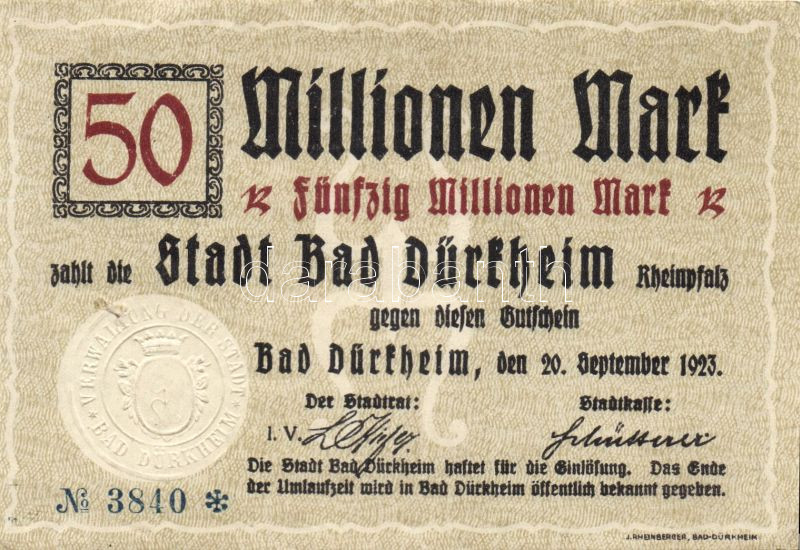 50
Millionen Mark
Fünfzig Millionen Mark
zahlt die Stadt Bad Dürkheim Rheinpfalz
gegen diesen Gutschein
Bad Dürkheim, den 20. September 1923.
Der Stadtrat: Stadtkasse:
I. V.
VERWALTUNG DER STADT
BAD DÜRKHEIM
Die Stadt Bad Dürkheim haftet für die Einlösung. Das Ende
der Umlaufzeit wird in Bad Dürkheim öffentlich bekannt gegeben.
№ 3840 ✻
J. RHEINBERGER, BAD-DÜRKHEIM
darabanth